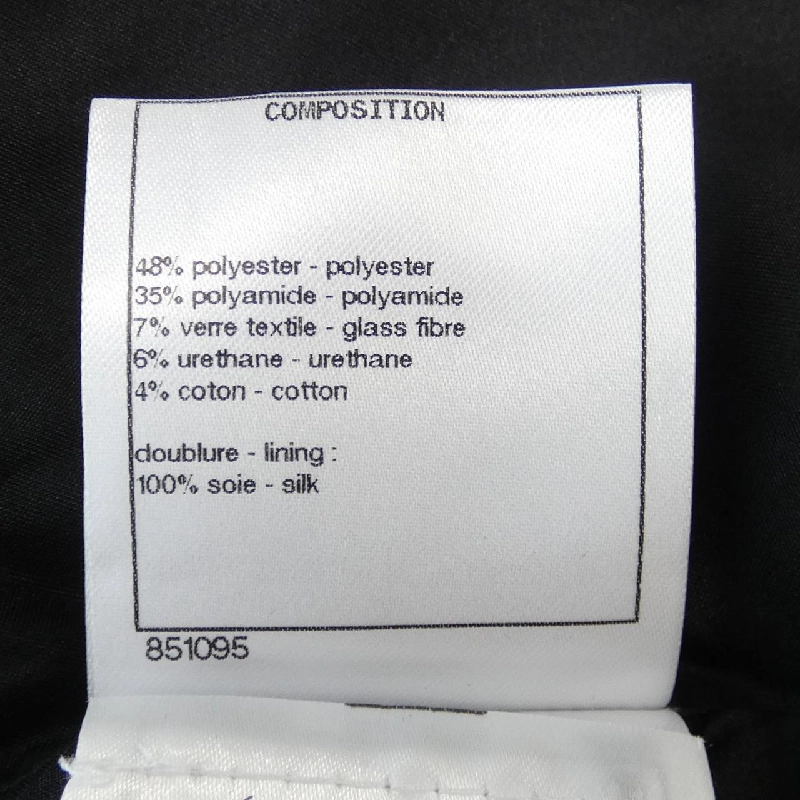 COMPOSITION
48% polyester - polyester
35% polyamide - polyamide
7% verre textile - glass fibre
6% urethane - urethane
4% coton - cotton
doublure - lining :
100% soie - silk
851095